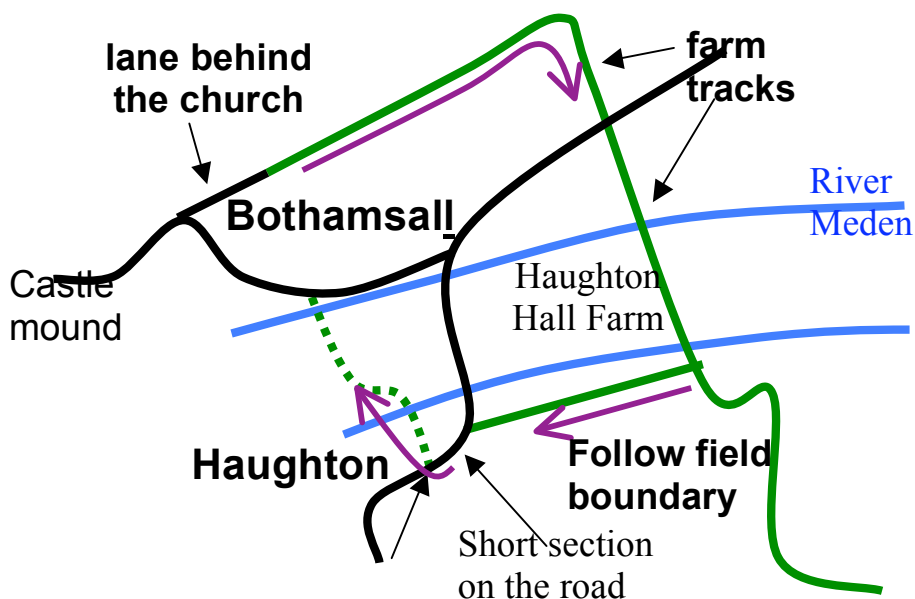 lane behind
the church
farm
tracks
River
Meden
Bothamsall
Castle
mound
Haughton
Hall Farm
Haughton
Follow field
boundary
Short section
on the road